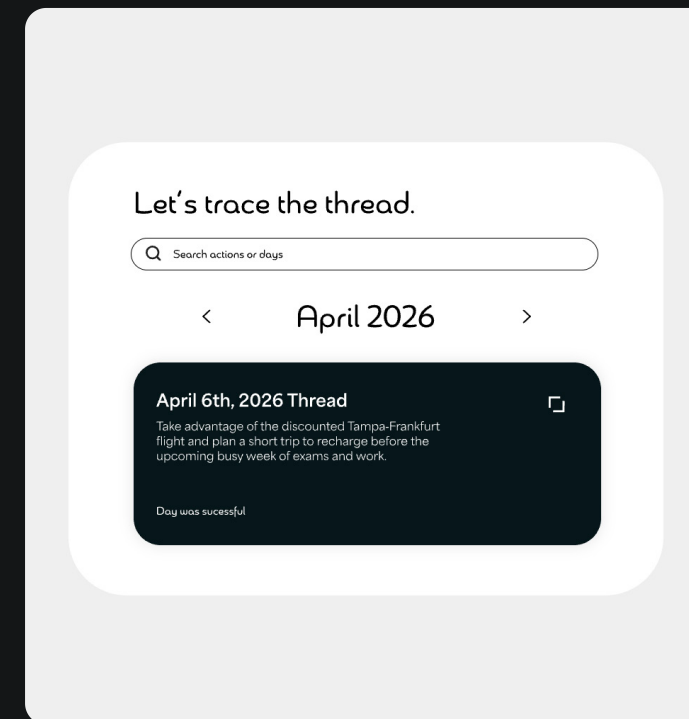 Let's trace the thread.
Search actions or days
April 2026
April 6th, 2026 Thread
Take advantage of the discounted Tampa-Frankfurt
flight and plan a short trip to recharge before the
upcoming busy week of exams and work.
Day was sucessful